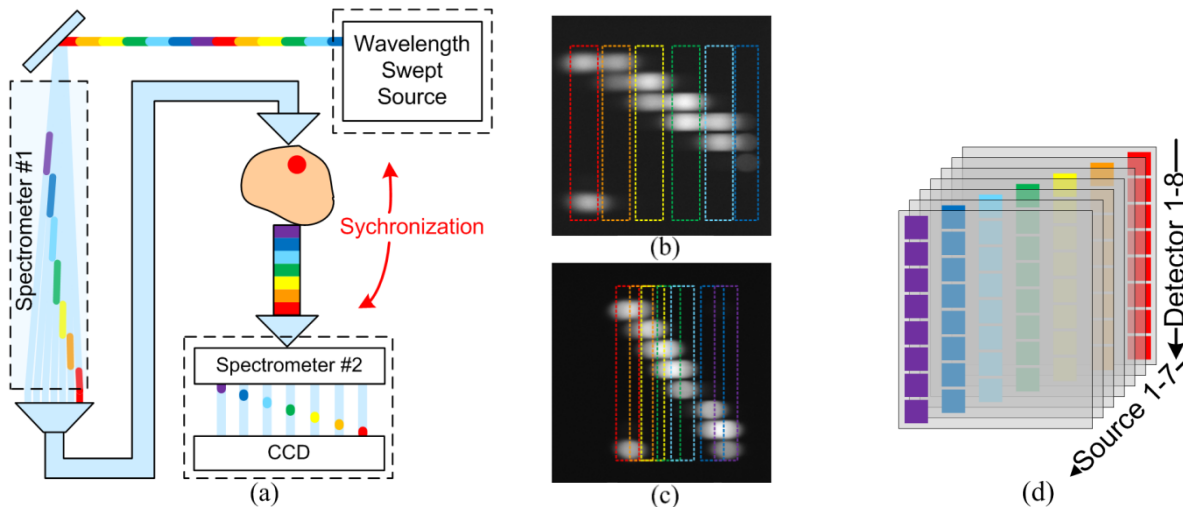 Wavelength
Swept
Source
Spectrometer #1
Sychronization
Spectrometer #2
CCD
(a)
(b)
(c)
Detector 1-8
Source 1-7
(d)